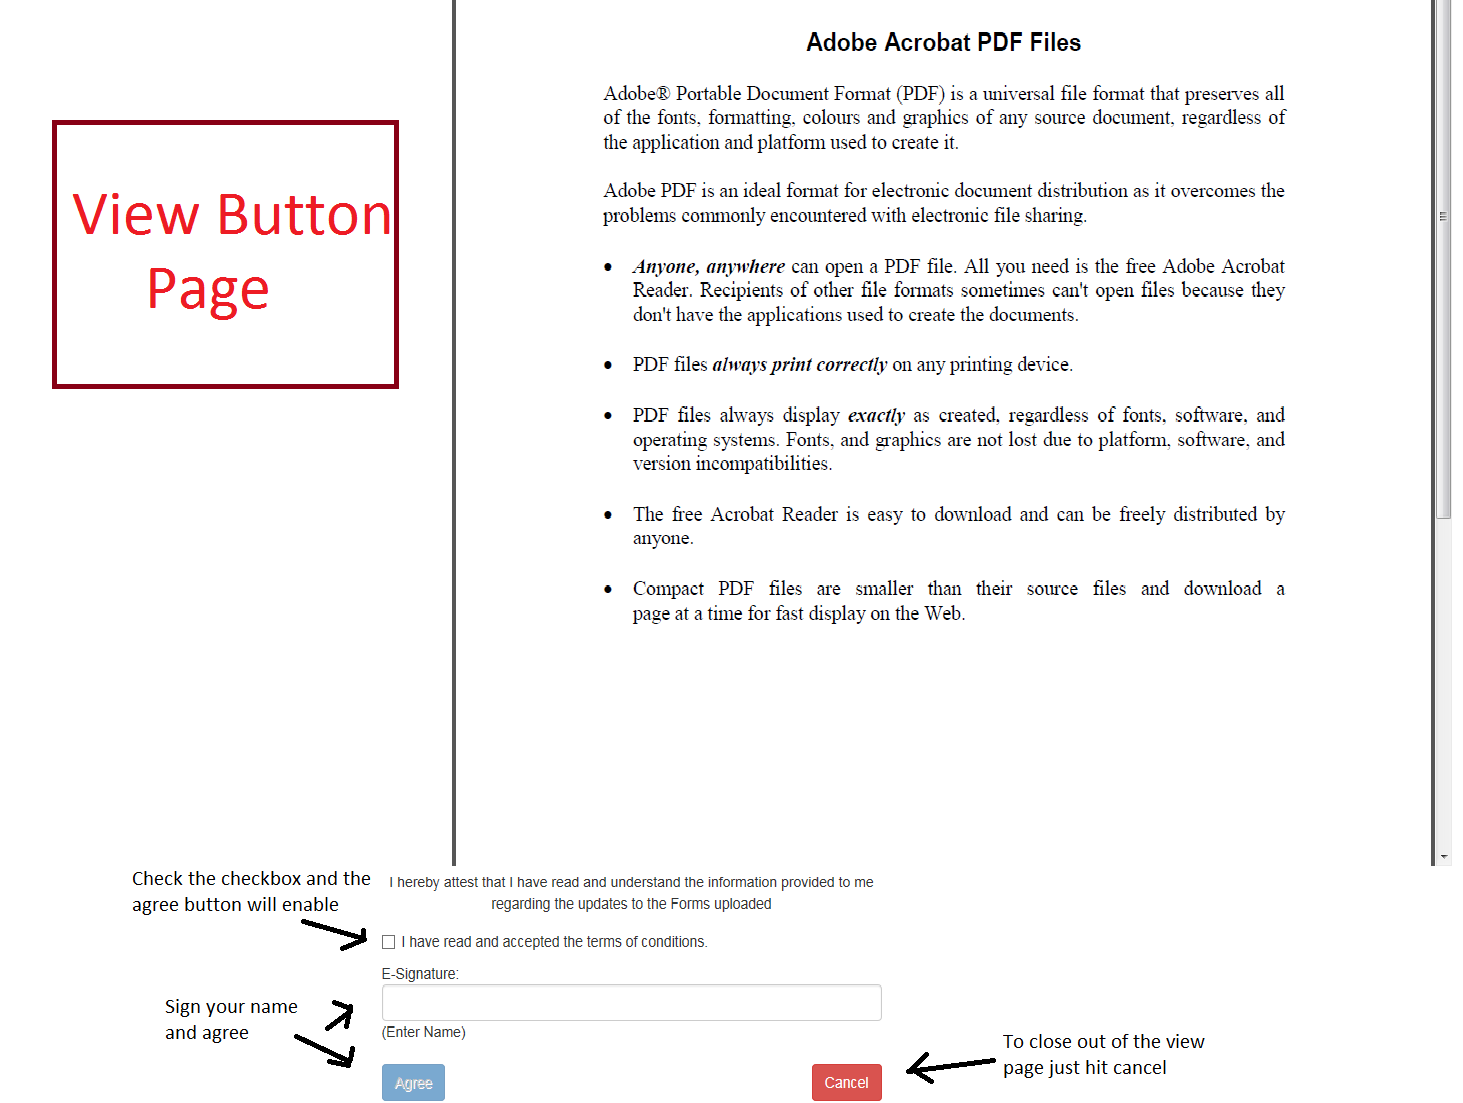 Adobe Acrobat PDF Files
Adobe® Portable Document Format (PDF) is a universal file format that preserves all
of the fonts, formatting, colours and graphics of any source document, regardless of
the application and platform used to create it.
Adobe PDF is an ideal format for electronic document distribution as it overcomes the
problems commonly encountered with electronic file sharing.
• Anyone, anywhere can open a PDF file. All you need is the free Adobe Acrobat
Reader. Recipients of other file formats sometimes can't open files because they
don't have the applications used to create the documents.
• PDF files always print correctly on any printing device.
• PDF files always display exactly as created, regardless of fonts, software, and
operating systems. Fonts, and graphics are not lost due to platform, software, and
version incompatibilities.
• The free Acrobat Reader is easy to download and can be freely distributed by
anyone.
• Compact PDF files are smaller than their source files and download a
page at a time for fast display on the Web.
View Button
Page
Check the checkbox and the
agree button will enable
I hereby attest that I have read and understand the information provided to me
regarding the updates to the Forms uploaded
I have read and accepted the terms of conditions.
E-Signature:
Sign your name
and agree
(Enter Name)
To close out of the view
page just hit cancel
Agree
Cancel